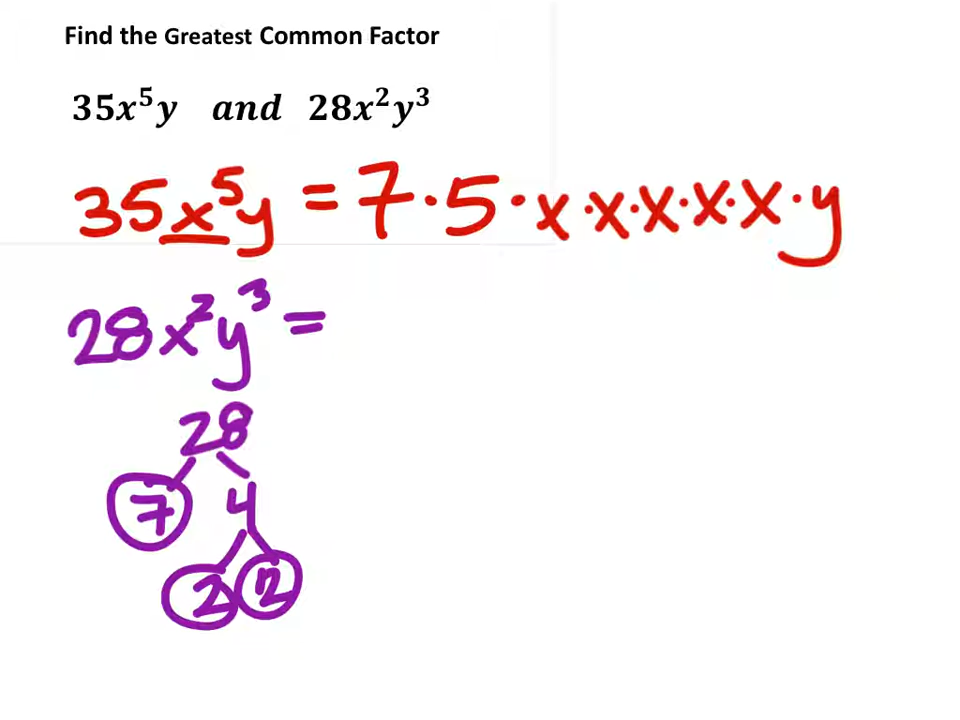 Find the Greatest Common Factor
35x⁵y and 28x²y³
35x⁵y = 7·5·x·x·x·x·x·y
28x²y³ =
28
7 4
2 2